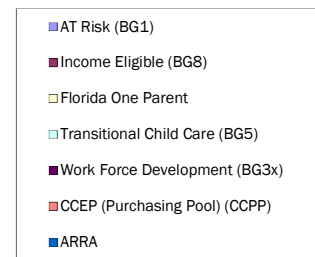 AT Risk (BG1)
Income Eligible (BG8)
Florida One Parent
Transitional Child Care (BG5)
Work Force Development (BG3x)
CCEP (Purchasing Pool) (CCPP)
ARRA